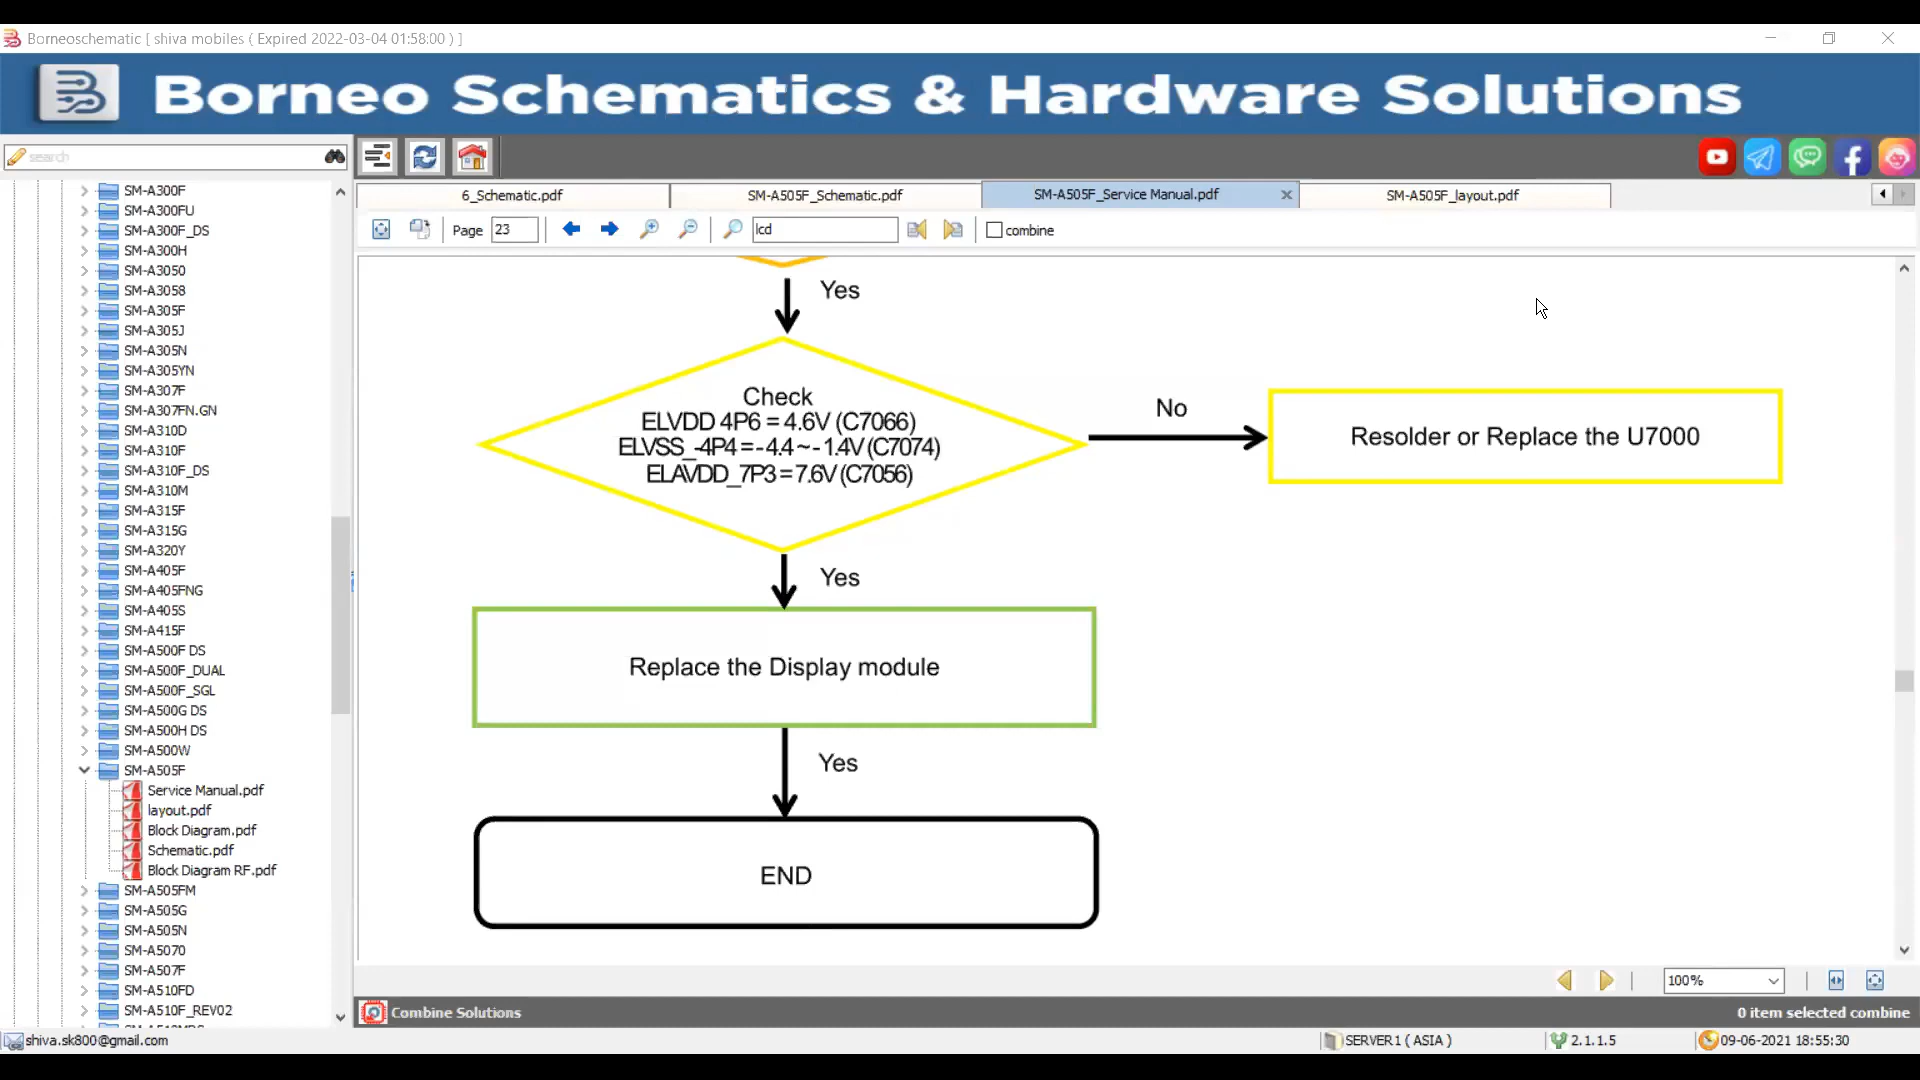 Borneoschematic [ shiva mobiles ( Expired 2022-03-04 01:58:00 ) ]
Borneo Schematics & Hardware Solutions
search
6_Schematic.pdf
SM-A505F_Schematic.pdf
SM-A505F_Service Manual.pdf
SM-A505F_layout.pdf
Page 23
lcd
combine
SM-A300F
SM-A300FU
SM-A300F_DS
SM-A300H
SM-A3050
SM-A3058
SM-A305F
SM-A305J
SM-A305N
SM-A305YN
SM-A307F
SM-A307FN.GN
SM-A310D
SM-A310F
SM-A310F_DS
SM-A310M
SM-A315F
SM-A315G
SM-A320Y
SM-A405F
SM-A405FNG
SM-A405S
SM-A415F
SM-A500F DS
SM-A500F_DUAL
SM-A500F_SGL
SM-A500G DS
SM-A500H DS
SM-A500W
SM-A505F
Service Manual.pdf
layout.pdf
Block Diagram.pdf
Schematic.pdf
Block Diagram RF.pdf
SM-A505FM
SM-A505G
SM-A505N
SM-A5070
SM-A507F
SM-A510FD
SM-A510F_REV02
Yes
Check
ELVDD 4P6 = 4.6V (C7066)
ELVSS_-4P4 = - 4.4 ~ - 1.4V (C7074)
ELAVDD_7P3 = 7.6V (C7056)
No
Resolder or Replace the U7000
Yes
Replace the Display module
Yes
END
100%
Combine Solutions
0 item selected combine
shiva.sk800@gmail.com
SERVER1 ( ASIA )
2.1.1.5
09-06-2021 18:55:30